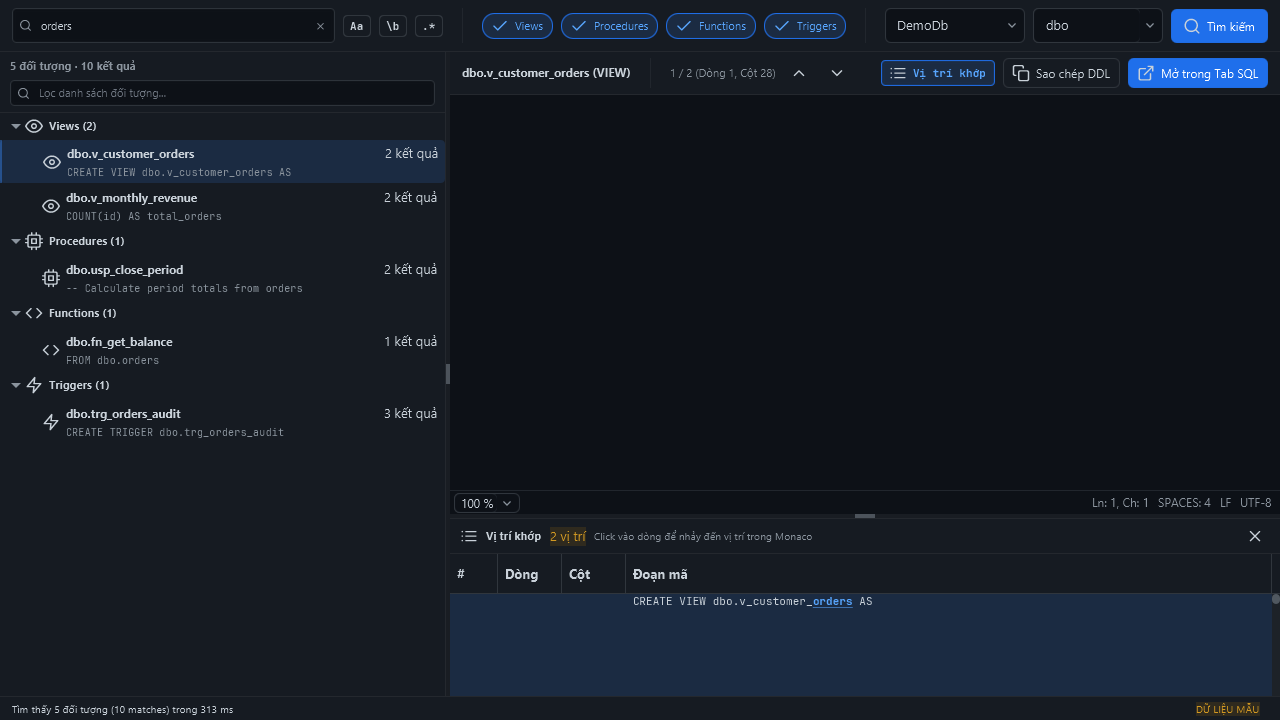 orders
Aa \b .*
Views Procedures Functions Triggers
DemoDb dbo Tìm kiếm
5 đối tượng · 10 kết quả
Lọc danh sách đối tượng...
Views (2)
dbo.v_customer_orders 2 kết quả
CREATE VIEW dbo.v_customer_orders AS
dbo.v_monthly_revenue 2 kết quả
COUNT(id) AS total_orders
Procedures (1)
dbo.usp_close_period 2 kết quả
-- Calculate period totals from orders
Functions (1)
dbo.fn_get_balance 1 kết quả
FROM dbo.orders
Triggers (1)
dbo.trg_orders_audit 3 kết quả
CREATE TRIGGER dbo.trg_orders_audit
dbo.v_customer_orders (VIEW) 1 / 2 (Dòng 1, Cột 28) Vị trí khớp Sao chép DDL Mở trong Tab SQL
100 % Ln: 1, Ch: 1 SPACES: 4 LF UTF-8
Vị trí khớp 2 vị trí Click vào dòng để nhảy đến vị trí trong Monaco
# Dòng Cột Đoạn mã
CREATE VIEW dbo.v_customer_orders AS
Tìm thấy 5 đối tượng (10 matches) trong 313 ms DỮ LIỆU MẪU